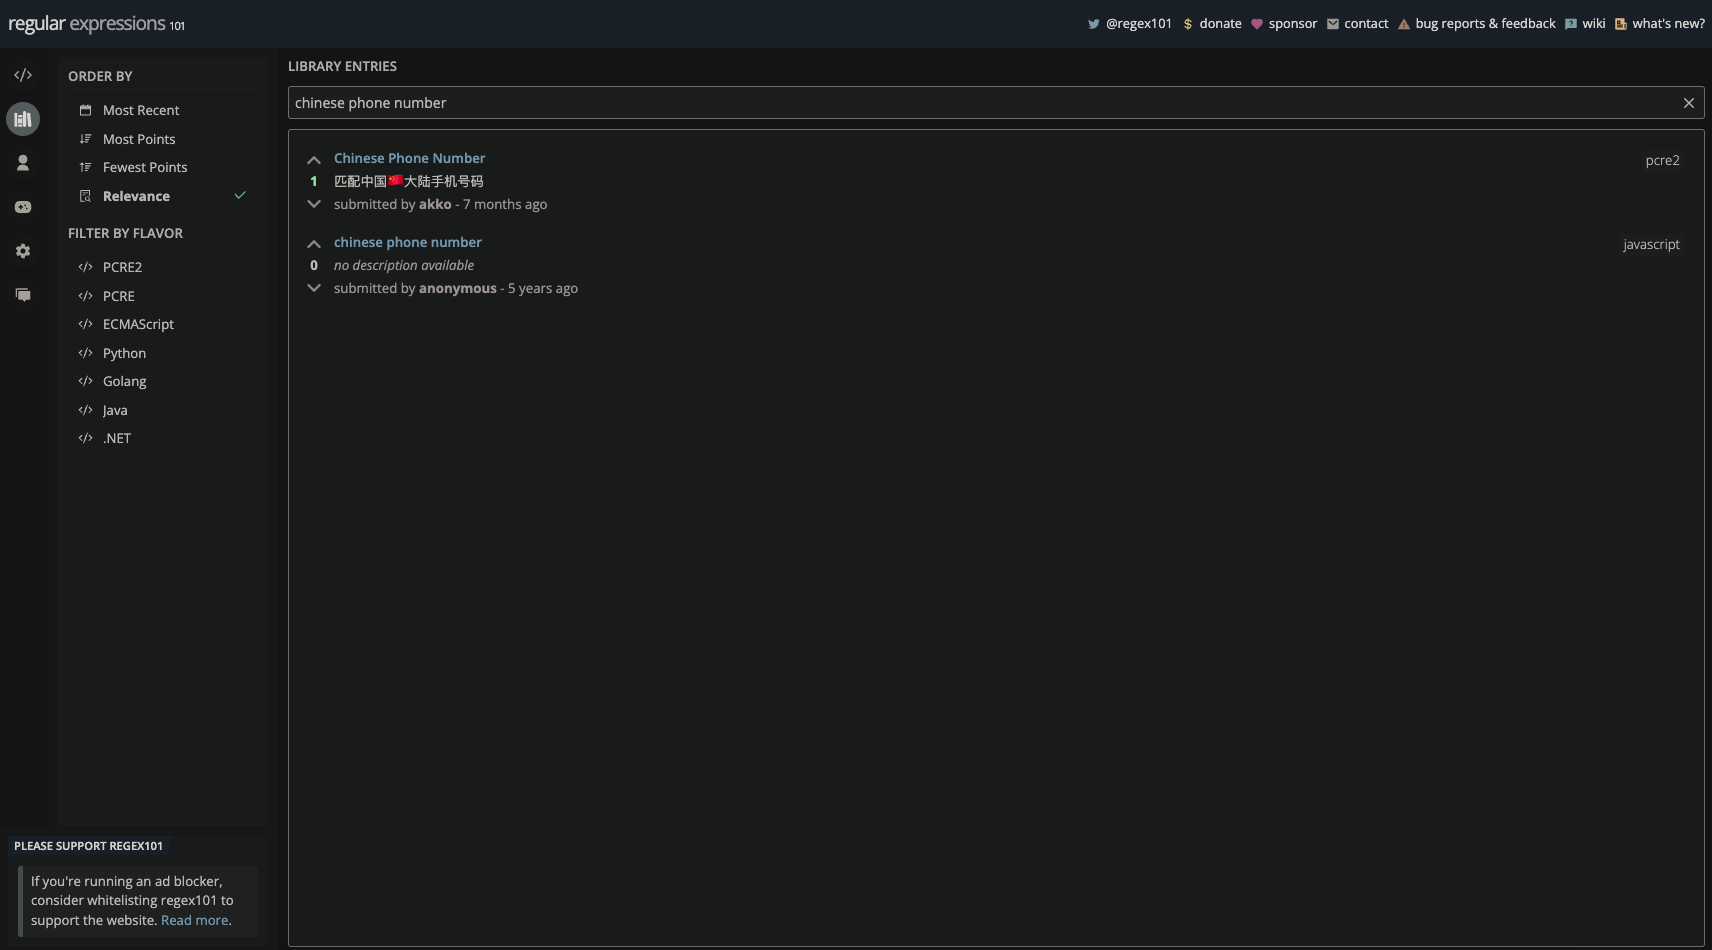 regular expressions 101
@regex101 donate sponsor contact bug reports & feedback wiki what's new?
ORDER BY
Most Recent
Most Points
Fewest Points
Relevance
FILTER BY FLAVOR
PCRE2
PCRE
ECMAScript
Python
Golang
Java
.NET
PLEASE SUPPORT REGEX101
If you're running an ad blocker,
consider whitelisting regex101 to
support the website. Read more.
LIBRARY ENTRIES
chinese phone number
Chinese Phone Number
pcre2
1
匹配中国🇨🇳大陆手机号码
submitted by akko - 7 months ago
chinese phone number
javascript
0
no description available
submitted by anonymous - 5 years ago